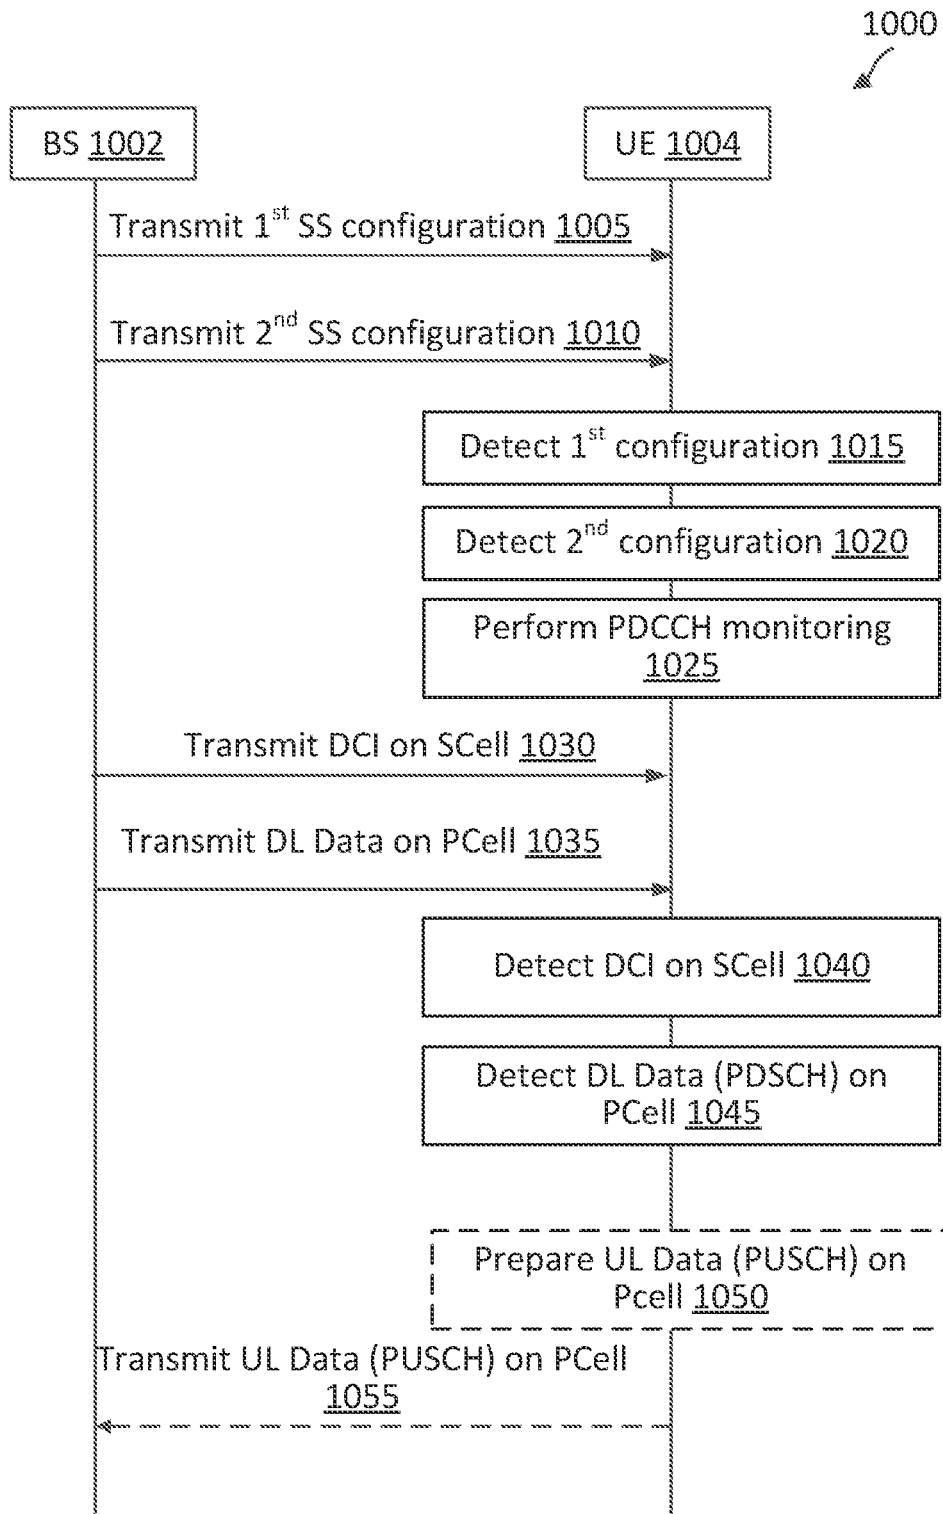 1000
BS 1002
UE 1004
Transmit 1st SS configuration 1005
Transmit 2nd SS configuration 1010
Detect 1st configuration 1015
Detect 2nd configuration 1020
Perform PDCCH monitoring
1025
Transmit DCI on SCell 1030
Transmit DL Data on PCell 1035
Detect DCI on SCell 1040
Detect DL Data (PDSCH) on
PCell 1045
Prepare UL Data (PUSCH) on
Pcell 1050
Transmit UL Data (PUSCH) on PCell
1055